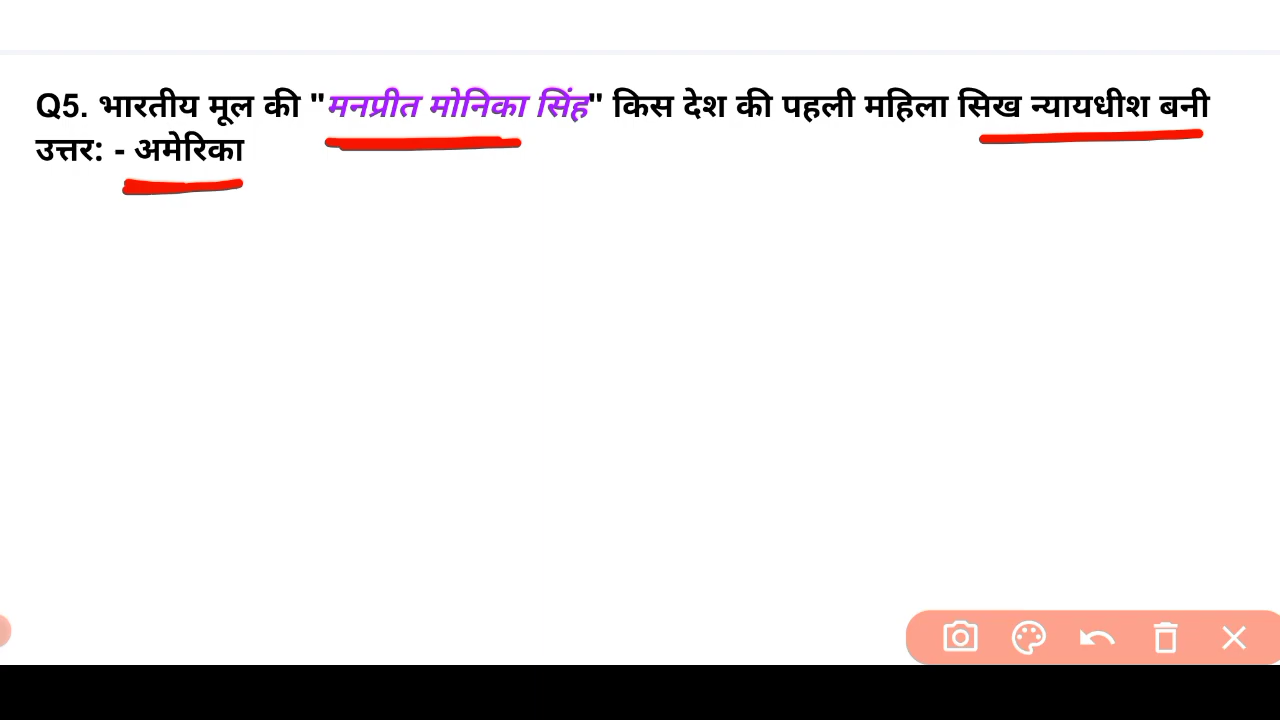 Q5. भारतीय मूल की "मनप्रीत मोनिका सिंह" किस देश की पहली महिला सिख न्यायधीश बनी
उत्तर: - अमेरिका